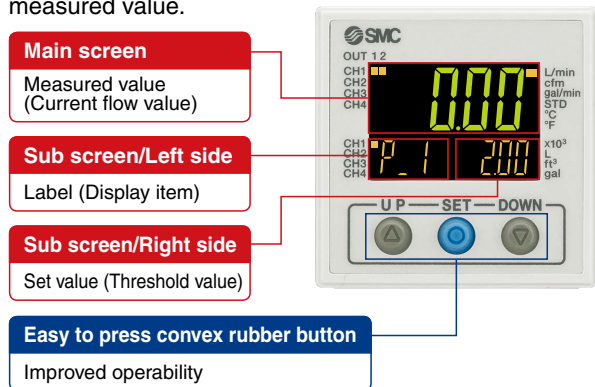 measured value.
Main screen
Measured value
(Current flow value)
Sub screen/Left side
Label (Display item)
Sub screen/Right side
Set value (Threshold value)
Easy to press convex rubber button
Improved operability
SMC
OUT 1 2
CH1
CH2
CH3
CH4
0.00
L/min
cfm
gal/min
STD
°C
°F
CH1
CH2
CH3
CH4
P_1
2.00
x10³
L
ft³
gal
UP SET DOWN